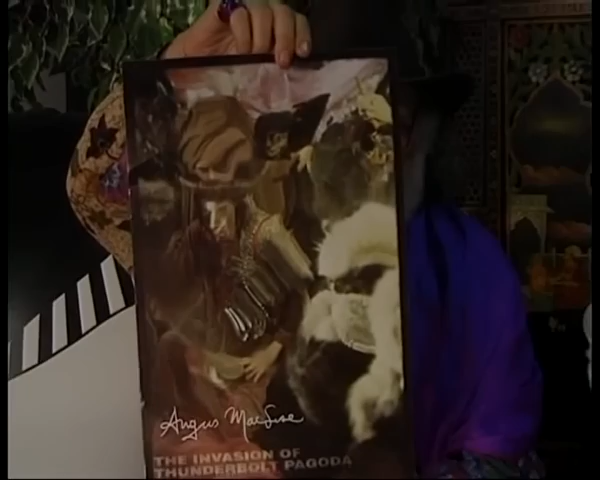 Angus MacLise
THE INVASION OF
THUNDERBOLT PAGODA